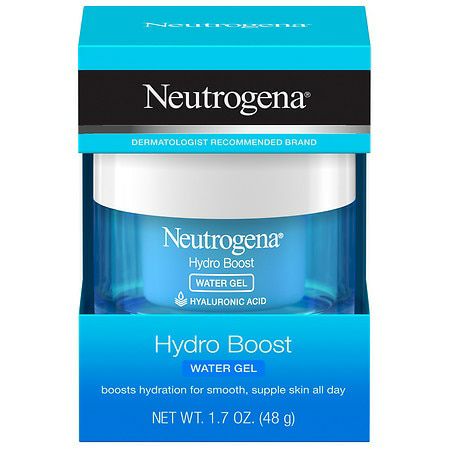 Neutrogena®
Neutrogena®
DERMATOLOGIST RECOMMENDED BRAND
Neutrogena®
Hydro Boost
WATER GEL
HYALURONIC ACID
Hydro Boost
WATER GEL
boosts hydration for smooth, supple skin all day
NET WT. 1.7 OZ. (48 g)